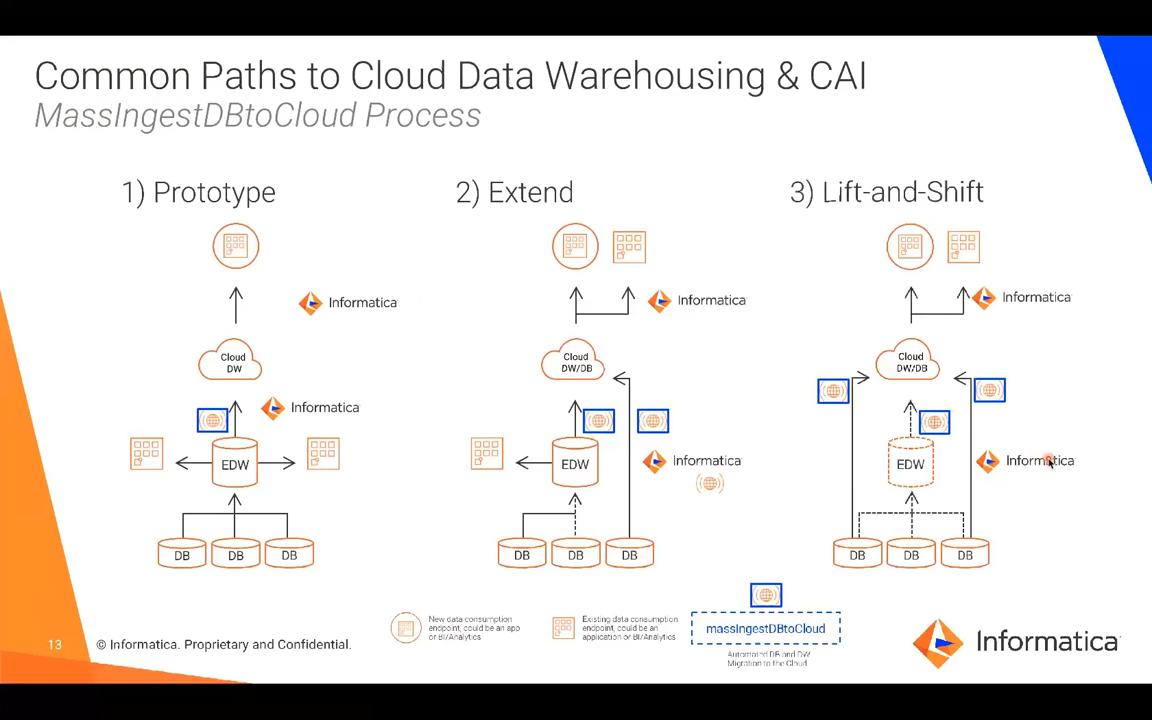 Common Paths to Cloud Data Warehousing & CAI
MassIngestDBtoCloud Process
1) Prototype
2) Extend
3) Lift-and-Shift
Informatica
Informatica
Informatica
Cloud
DW
Cloud
DW/DB
Cloud
DW/DB
Informatica
EDW
EDW
Informatica
EDW
Informatica
DB
DB
DB
DB
DB
DB
DB
DB
DB
New data consumption
endpoint, could be an app
or BI/Analytics
Existing data consumption
endpoint, could be an
application or BI/Analytics
massIngestDBtoCloud
Automated DB and DW
Migration to the Cloud
13
© Informatica. Proprietary and Confidential.
Informatica